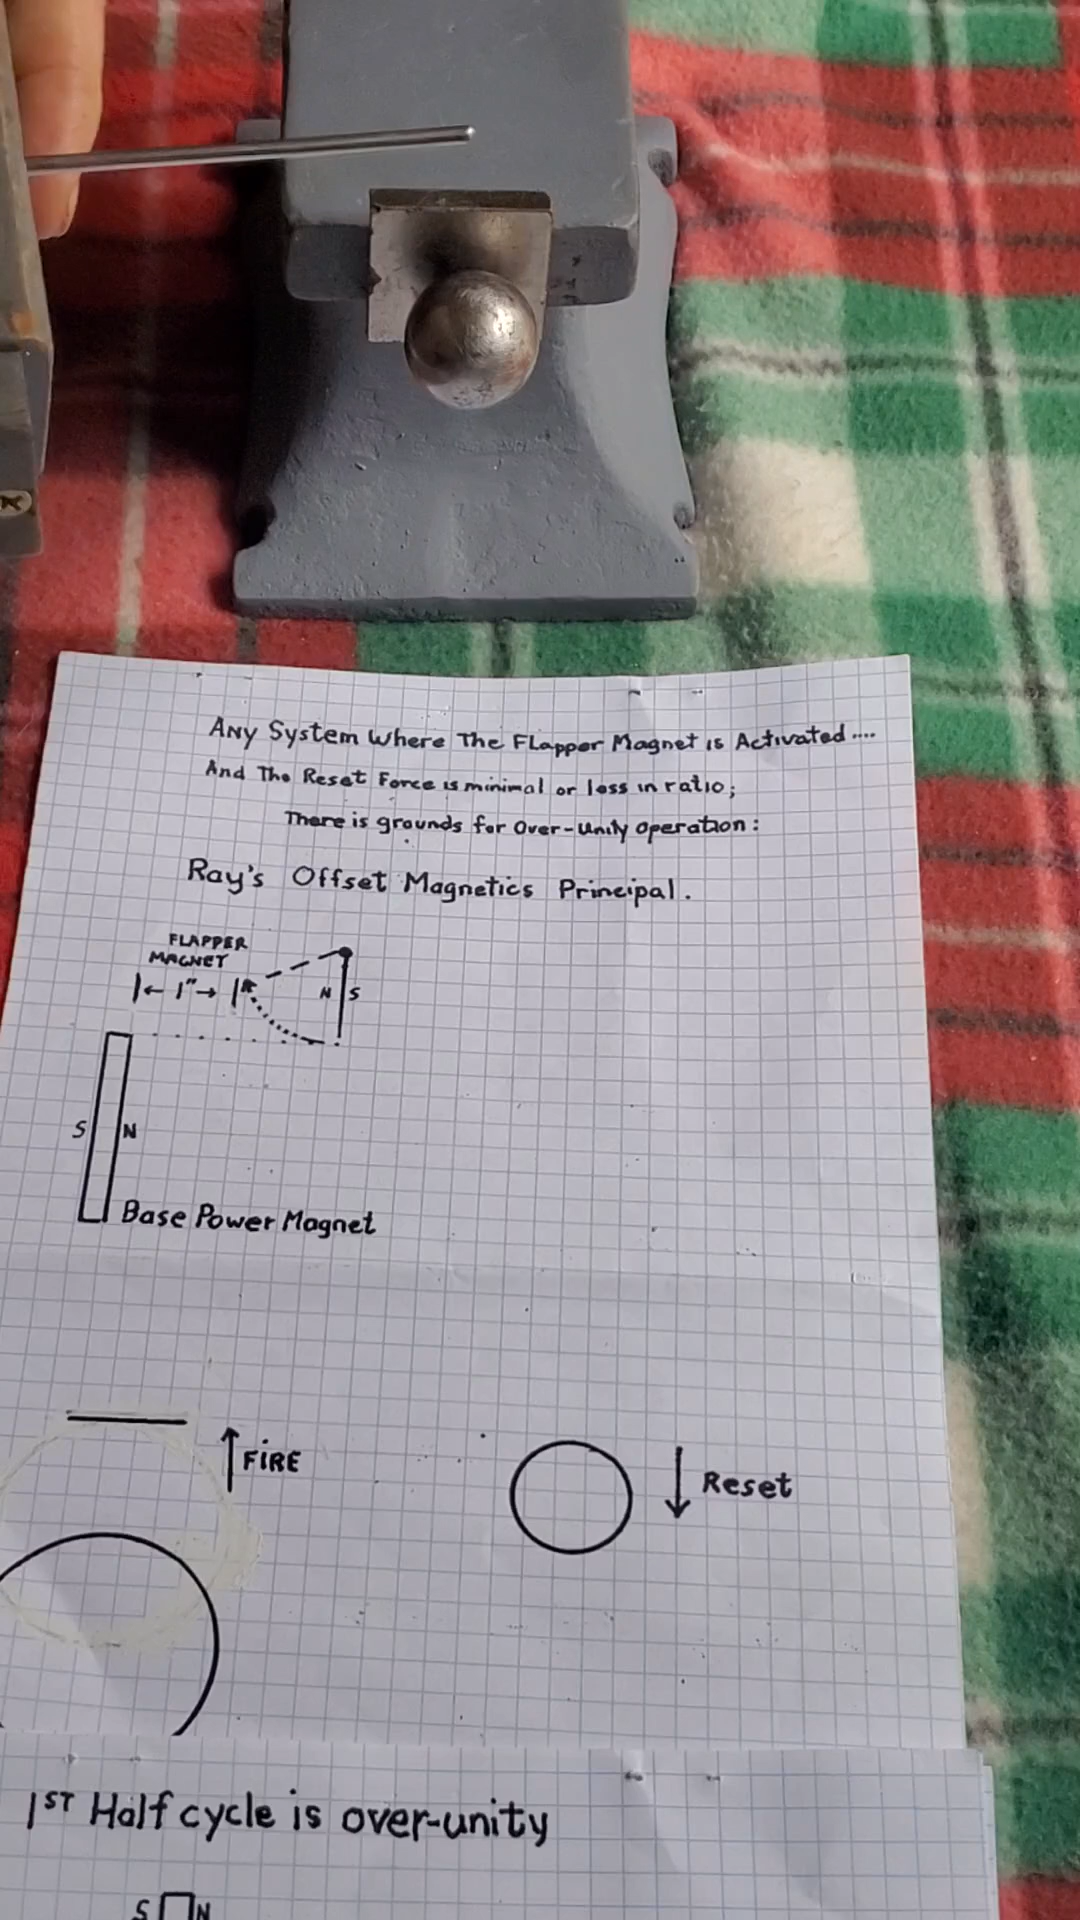 Any System Where The Flapper Magnet is Activated....
And The Reset Force is minimal or less in ratio;
There is grounds for Over-Unity Operation:
Ray's Offset Magnetics Principal.
FLAPPER
MAGNET
1"
N S
S N
Base Power Magnet
FIRE
Reset
1ST Half cycle is over-unity
S N